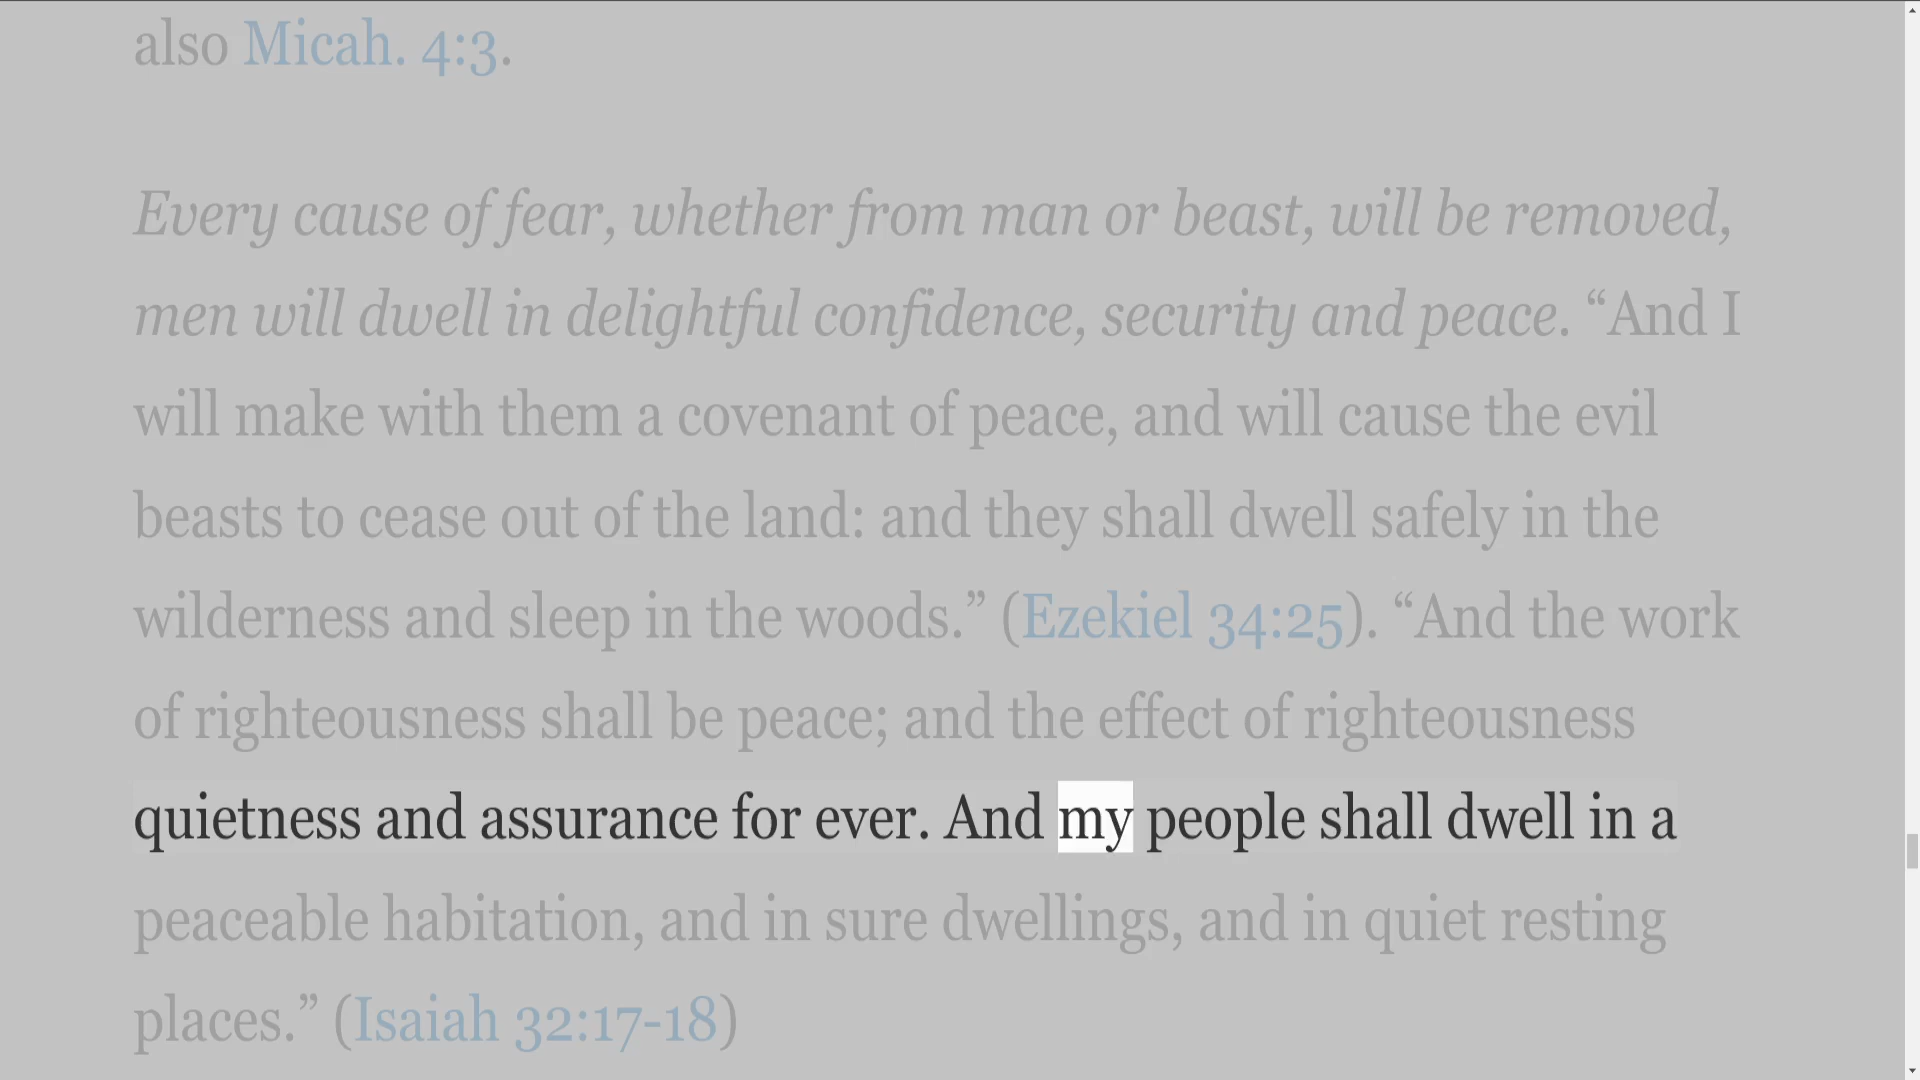 also Micah. 4:3.
Every cause of fear, whether from man or beast, will be removed,
men will dwell in delightful confidence, security and peace. “And I
will make with them a covenant of peace, and will cause the evil
beasts to cease out of the land: and they shall dwell safely in the
wilderness and sleep in the woods.” (Ezekiel 34:25). “And the work
of righteousness shall be peace; and the effect of righteousness
quietness and assurance for ever. And my people shall dwell in a
peaceable habitation, and in sure dwellings, and in quiet resting
places.” (Isaiah 32:17-18)